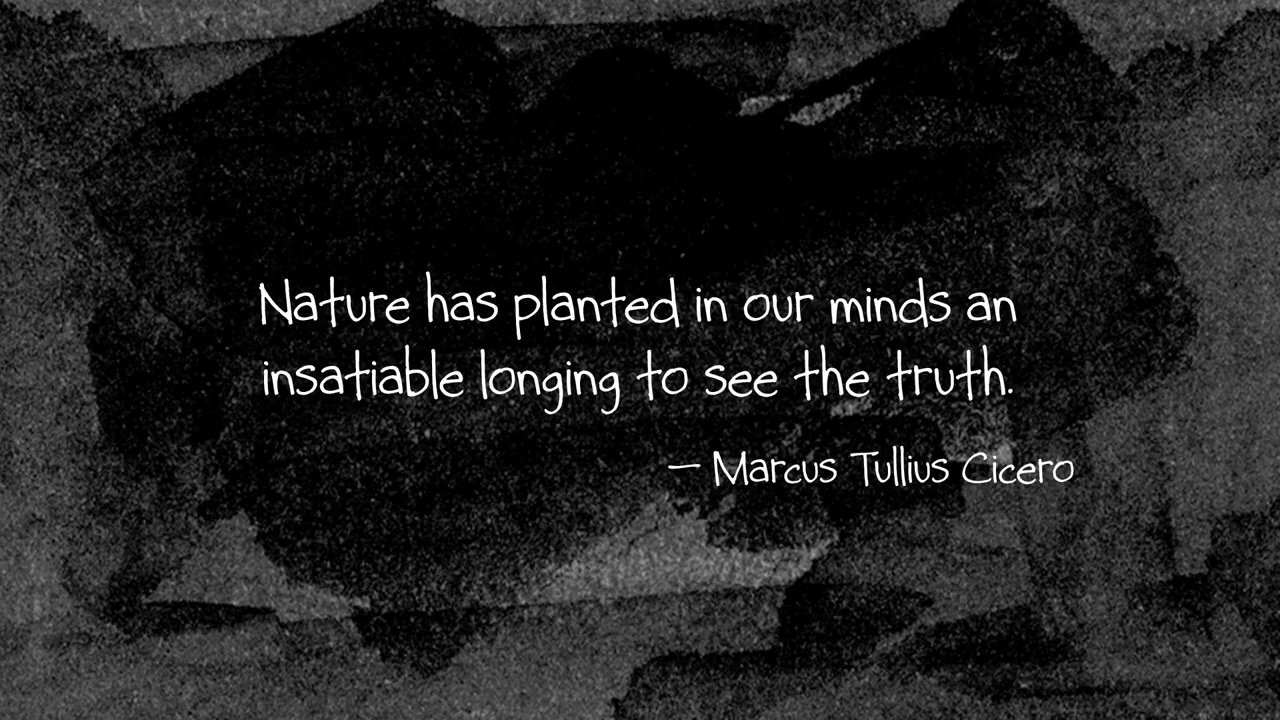 Nature has planted in our minds an
insatiable longing to see the truth.
— Marcus Tullius Cicero